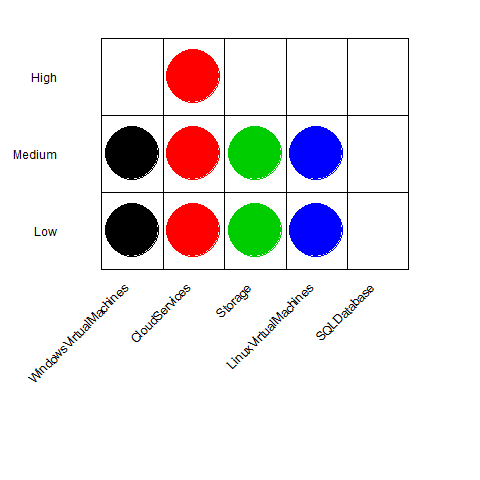 High
Medium
Low
WindowsVirtualMachines
CloudServices
Storage
LinuxVirtualMachines
SQLDatabase